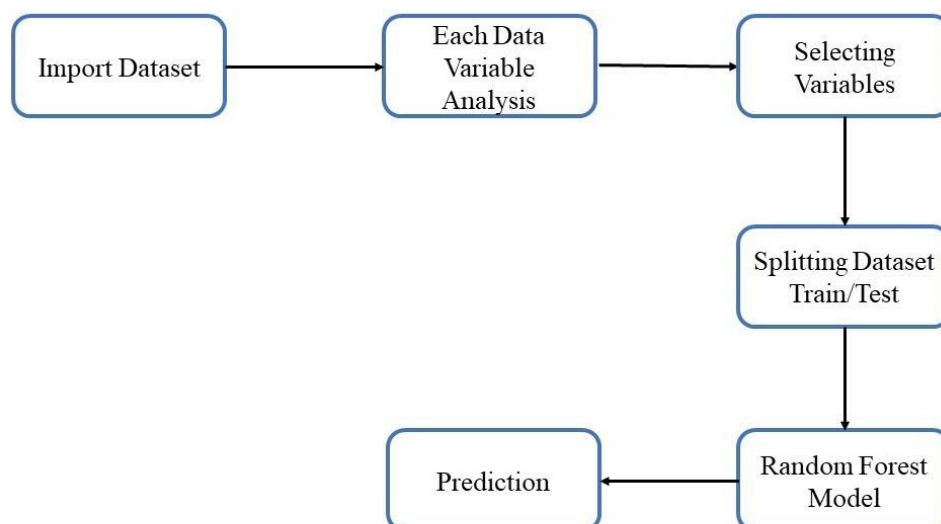 Import Dataset
Each Data
Variable
Analysis
Selecting
Variables
Splitting Dataset
Train/Test
Random Forest
Model
Prediction